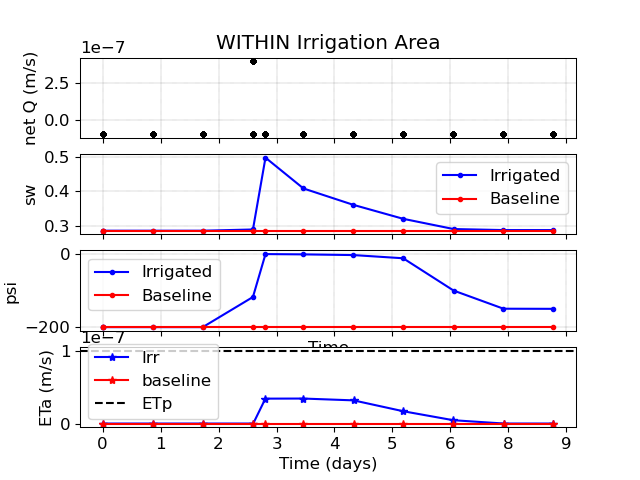 WITHIN Irrigation Area
1e−7
net Q (m/s)
2.5
0.0
sw
0.5
0.4
0.3
Irrigated
Baseline
psi
0
−200
Irrigated
Baseline
Time
1e−7
ETa (m/s)
1
0
Irr
baseline
ETp
0 1 2 3 4 5 6 7 8 9
Time (days)